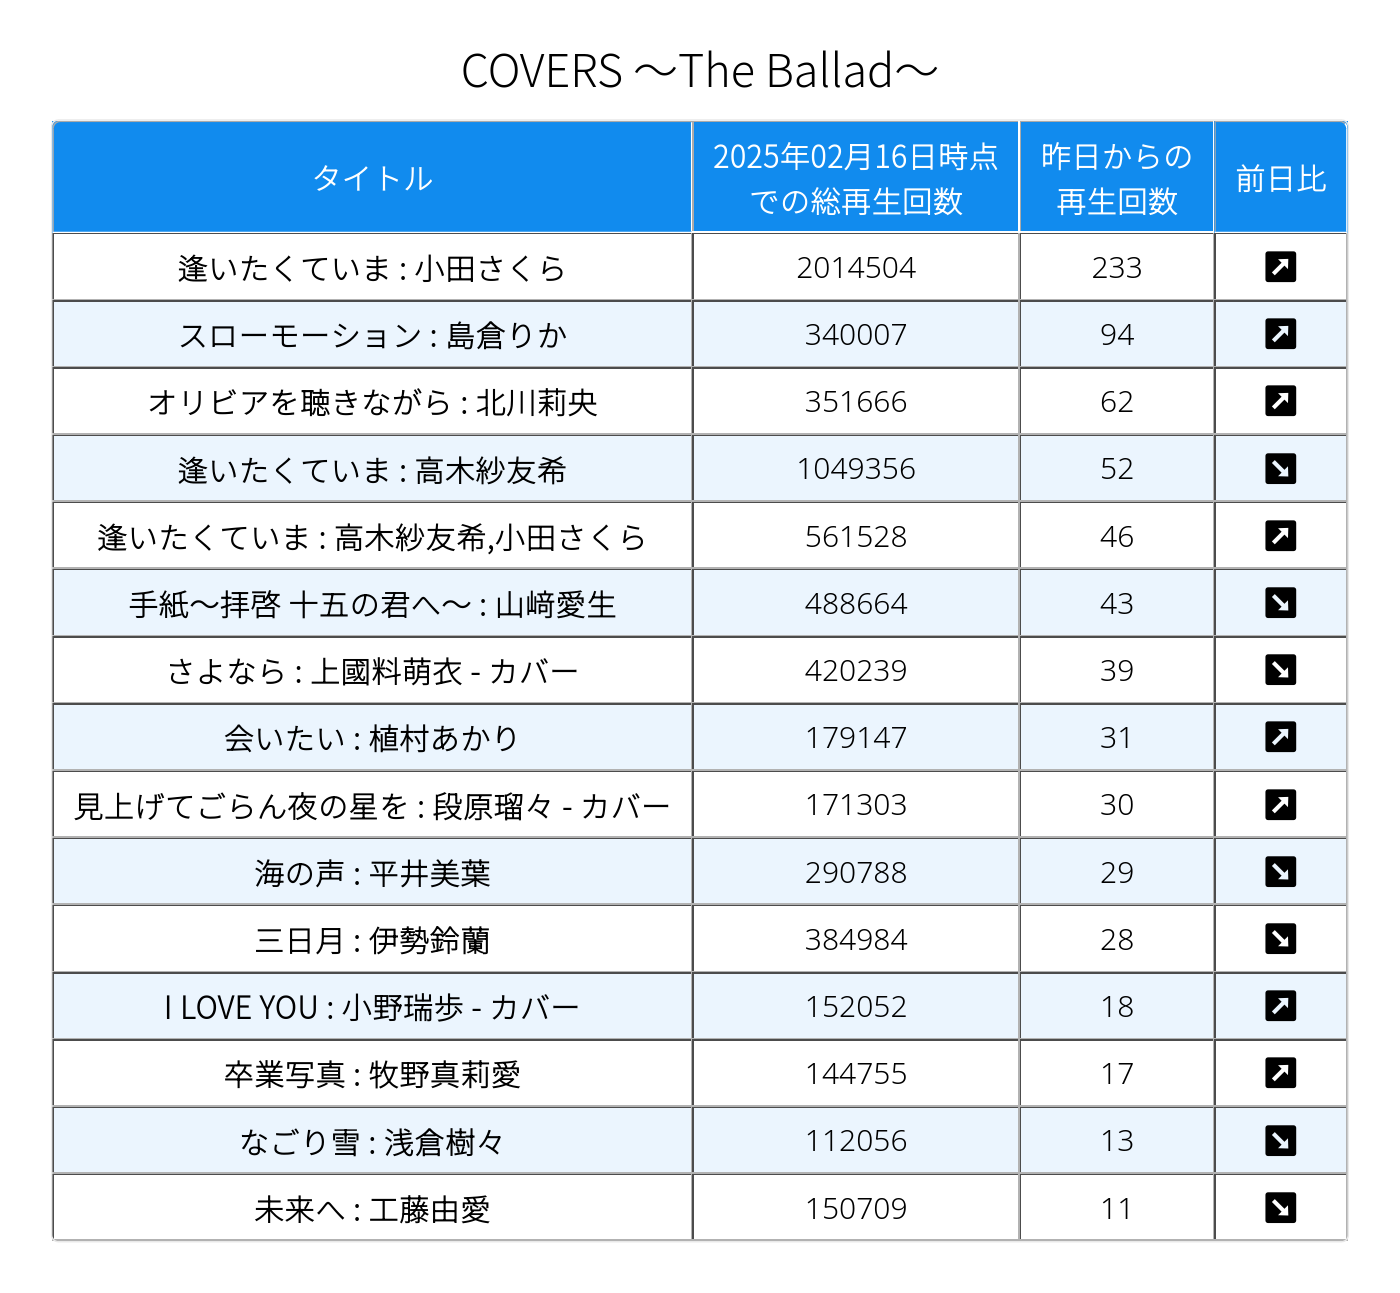 COVERS ～The Ballad～
タイトル 2025年02月16日時点での総再生回数 昨日からの再生回数 前日比
逢いたくていま : 小田さくら 2014504 233 ↗
スローモーション : 島倉りか 340007 94 ↗
オリビアを聴きながら : 北川莉央 351666 62 ↗
逢いたくていま : 高木紗友希 1049356 52 ↘
逢いたくていま : 高木紗友希,小田さくら 561528 46 ↗
手紙～拝啓 十五の君へ～ : 山﨑愛生 488664 43 ↘
さよなら : 上國料萌衣 - カバー 420239 39 ↘
会いたい : 植村あかり 179147 31 ↗
見上げてごらん夜の星を : 段原瑠々 - カバー 171303 30 ↗
海の声 : 平井美葉 290788 29 ↘
三日月 : 伊勢鈴蘭 384984 28 ↘
I LOVE YOU : 小野瑞歩 - カバー 152052 18 ↗
卒業写真 : 牧野真莉愛 144755 17 ↗
なごり雪 : 浅倉樹々 112056 13 ↘
未来へ : 工藤由愛 150709 11 ↘